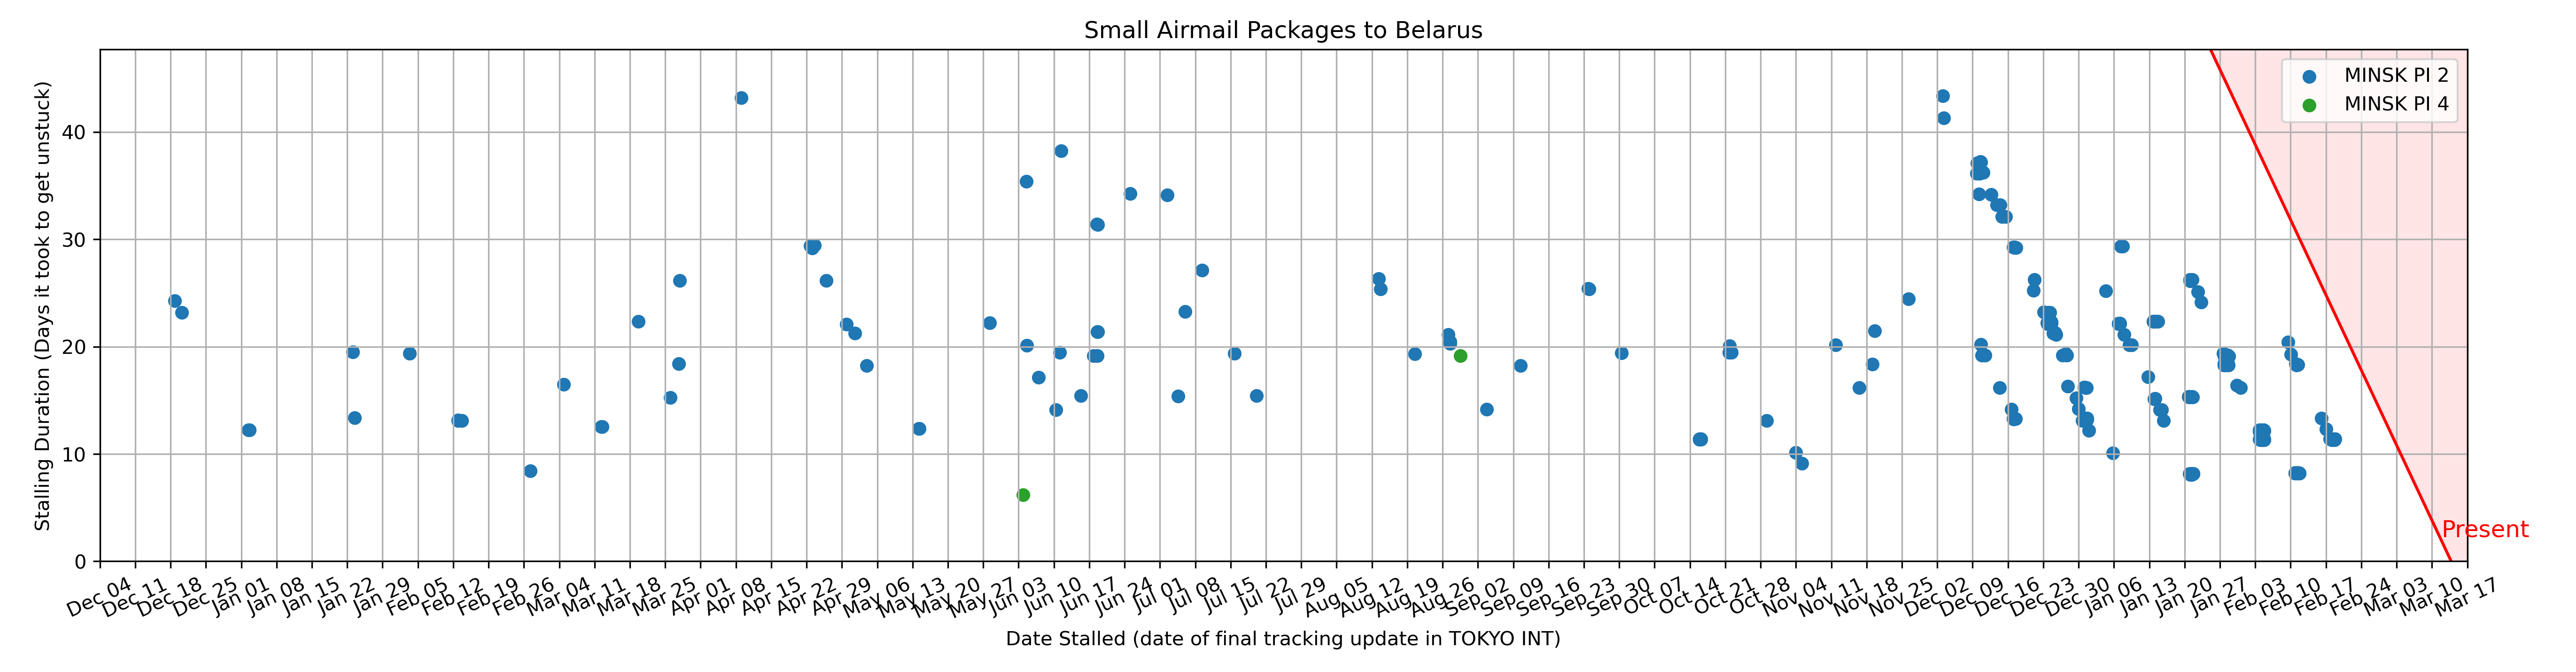 Small Airmail Packages to Belarus
Stalling Duration (Days it took to get unstuck)
40
30
20
10
0
MINSK PI 2
MINSK PI 4
Present
Dec 04
Dec 11
Dec 18
Dec 25
Jan 01
Jan 08
Jan 15
Jan 22
Jan 29
Feb 05
Feb 12
Feb 19
Feb 26
Mar 04
Mar 11
Mar 18
Mar 25
Apr 01
Apr 08
Apr 15
Apr 22
Apr 29
May 06
May 13
May 20
May 27
Jun 03
Jun 10
Jun 17
Jun 24
Jul 01
Jul 08
Jul 15
Jul 22
Jul 29
Aug 05
Aug 12
Aug 19
Aug 26
Sep 02
Sep 09
Sep 16
Sep 23
Sep 30
Oct 07
Oct 14
Oct 21
Oct 28
Nov 04
Nov 11
Nov 18
Nov 25
Dec 02
Dec 09
Dec 16
Dec 23
Dec 30
Jan 06
Jan 13
Jan 20
Jan 27
Feb 03
Feb 10
Feb 17
Feb 24
Mar 03
Mar 10
Mar 17
Date Stalled (date of final tracking update in TOKYO INT)